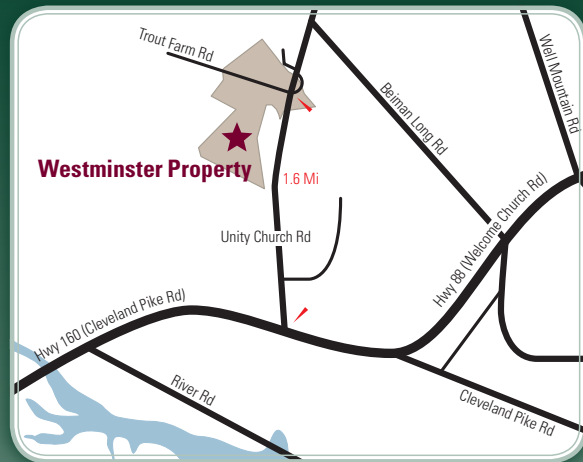 Trout Farm Rd
Well Mountain Rd
Beiman Long Rd
Westminster Property
1.6 Mi
Unity Church Rd
Hwy 88 (Welcome Church Rd)
Hwy 160 (Cleveland Pike Rd)
River Rd
Cleveland Pike Rd